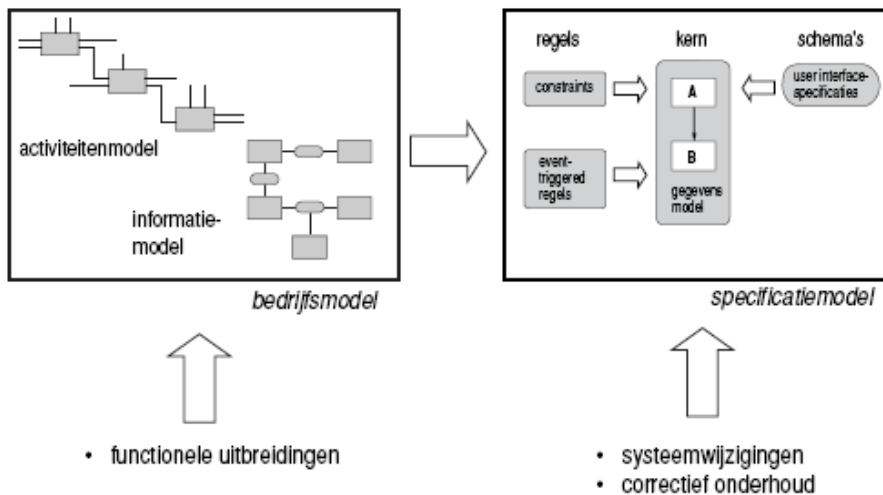 activiteitenmodel
informatie-
model
bedrijfsmodel
• functionele uitbreidingen
regels
kern
schema's
constraints
A
user interface-
specificaties
event-
triggered
regels
B
gegevens
model
specificatiemodel
• systeemwijzigingen
• correctief onderhoud